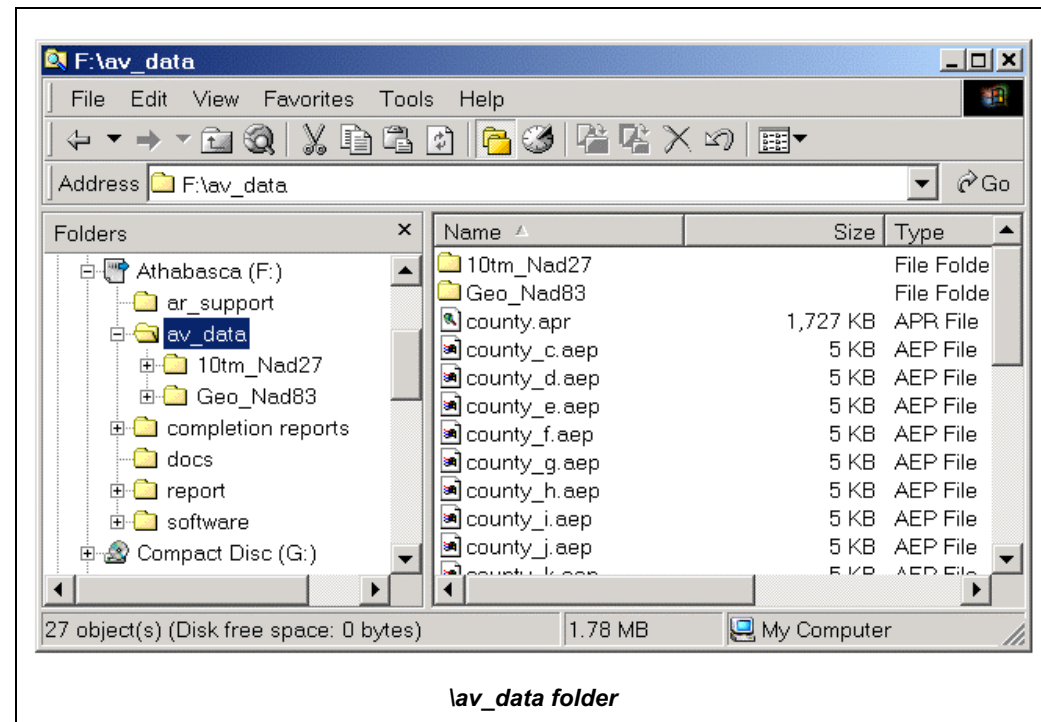 F:\av_data
File Edit View Favorites Tools Help
Address F:\av_data Go
Folders
Athabasca (F:)
ar_support
av_data
10tm_Nad27
Geo_Nad83
completion reports
docs
report
software
Compact Disc (G:)
Name Size Type
10tm_Nad27 File Folde
Geo_Nad83 File Folde
county.apr 1,727 KB APR File
county_c.aep 5 KB AEP File
county_d.aep 5 KB AEP File
county_e.aep 5 KB AEP File
county_f.aep 5 KB AEP File
county_g.aep 5 KB AEP File
county_h.aep 5 KB AEP File
county_i.aep 5 KB AEP File
county_j.aep 5 KB AEP File
27 object(s) (Disk free space: 0 bytes) 1.78 MB My Computer
\av_data folder